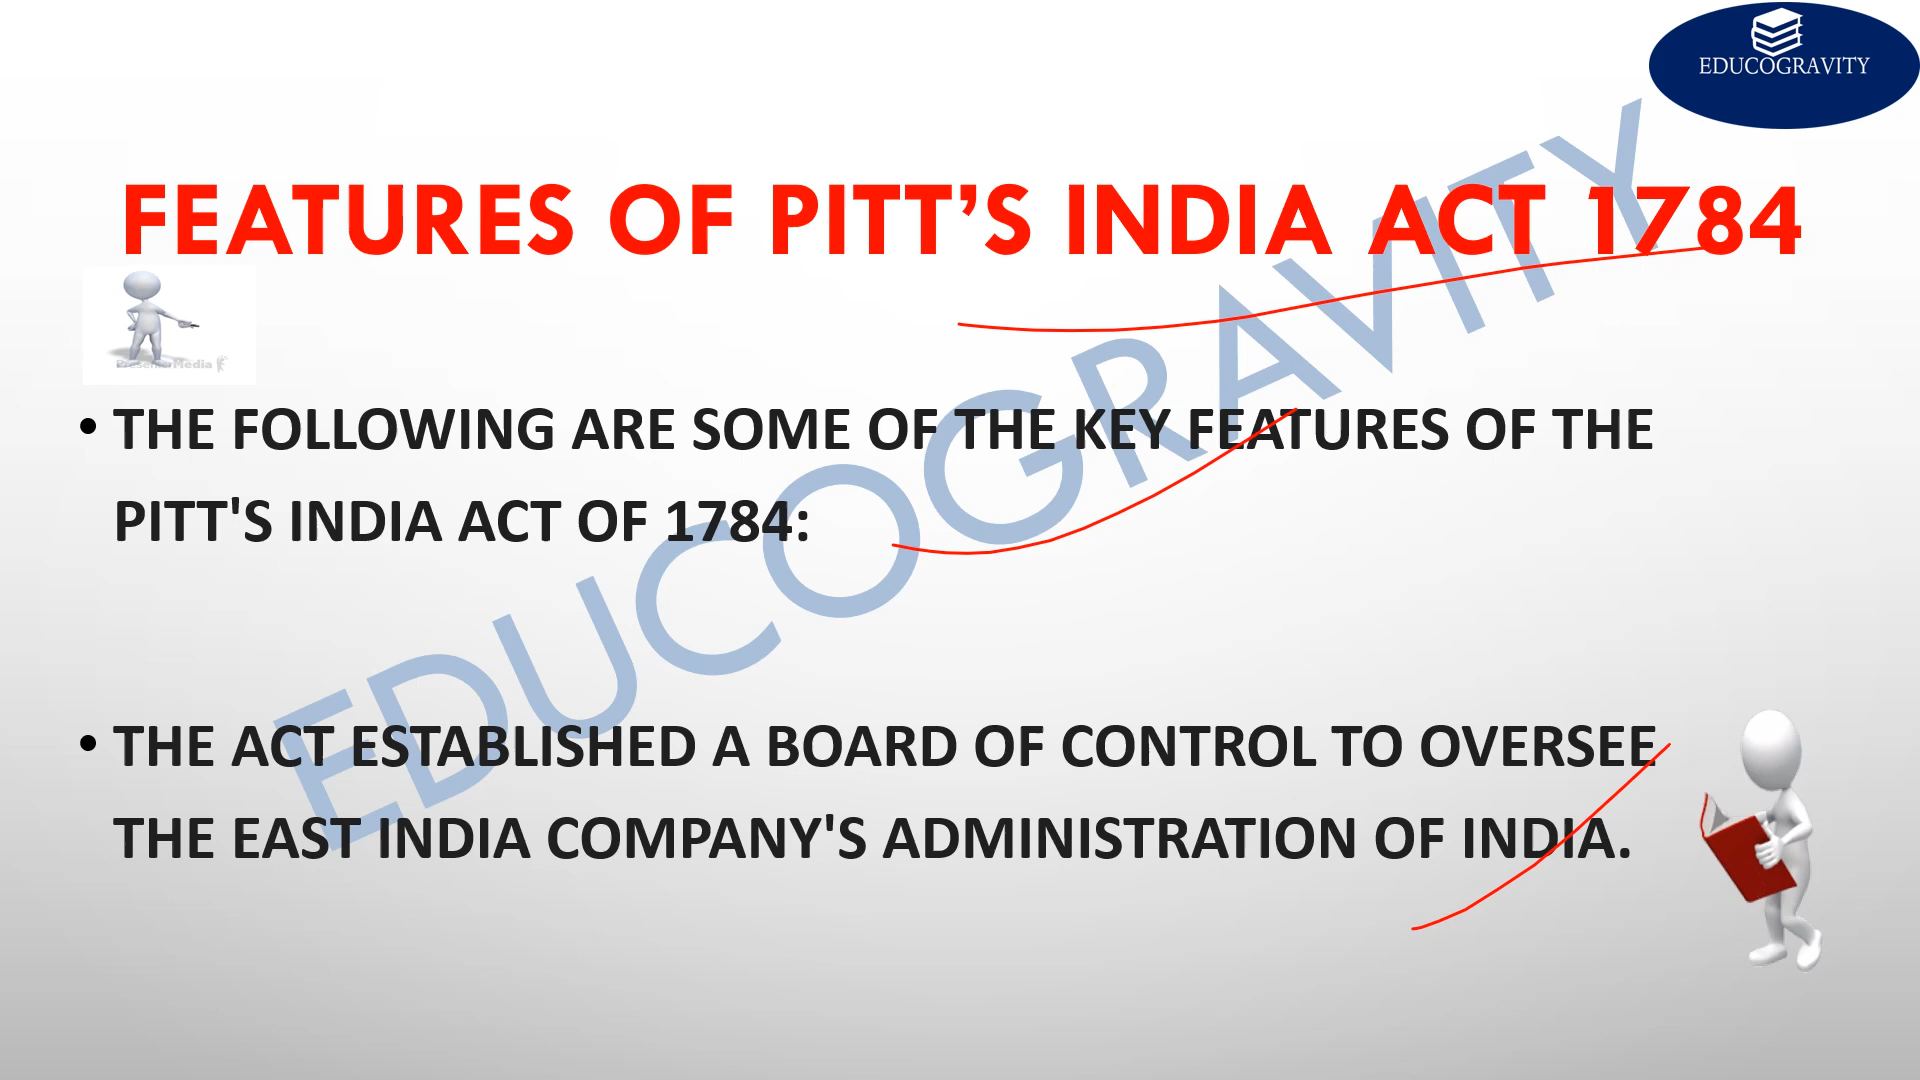 EDUCOGRAVITY
FEATURES OF PITT’S INDIA ACT 1784
PresenterMedia
• THE FOLLOWING ARE SOME OF THE KEY FEATURES OF THE
PITT'S INDIA ACT OF 1784:
EDUCOGRAVITY
• THE ACT ESTABLISHED A BOARD OF CONTROL TO OVERSEE
THE EAST INDIA COMPANY'S ADMINISTRATION OF INDIA.